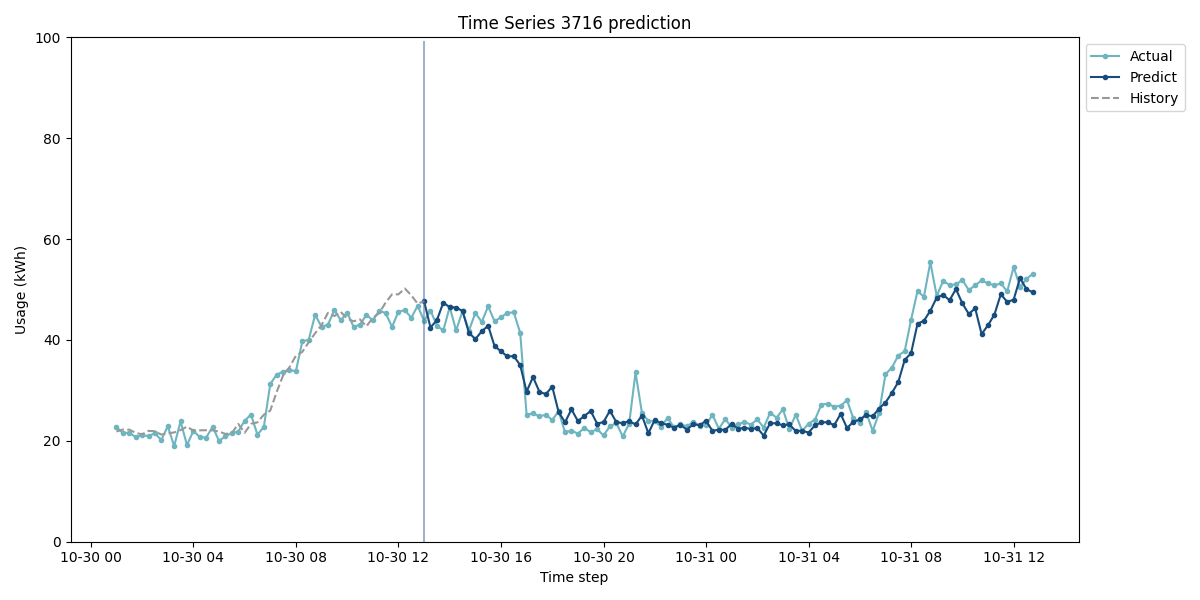 Time Series 3716 prediction
100
80
60
40
20
0
Usage (kWh)
10-30 00 10-30 04 10-30 08 10-30 12 10-30 16 10-30 20 10-31 00 10-31 04 10-31 08 10-31 12
Time step
Actual
Predict
History